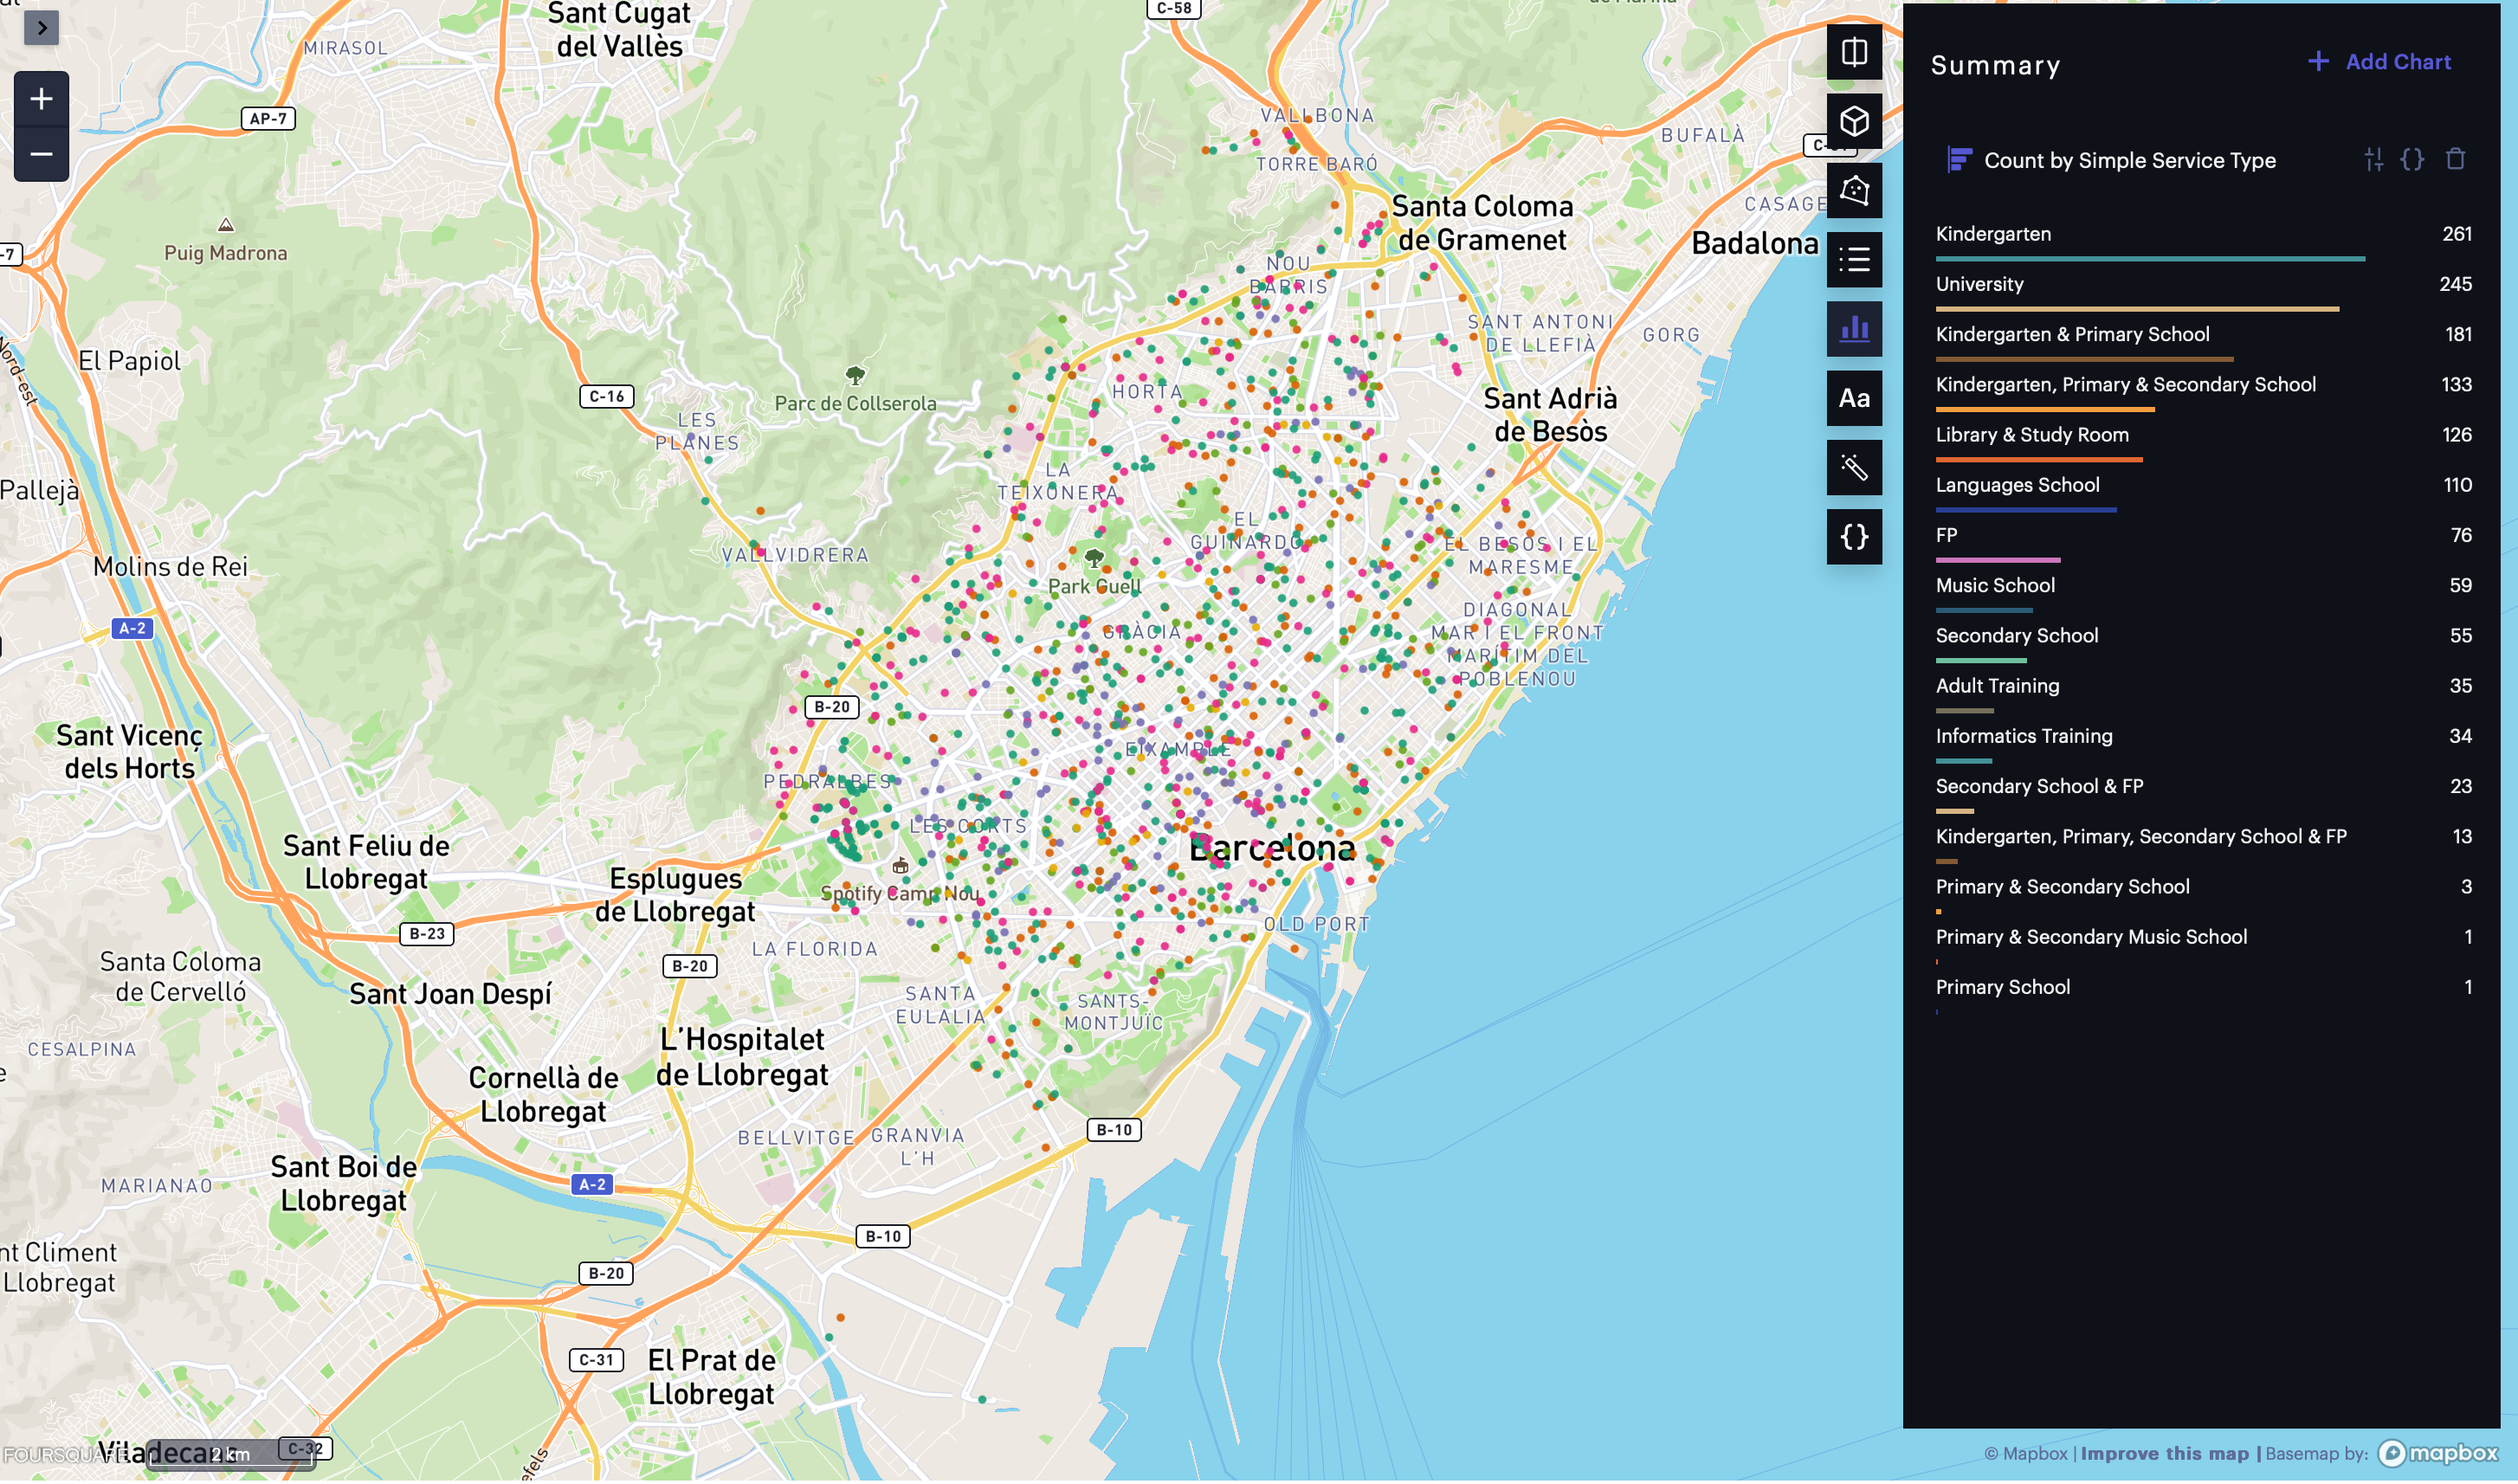 Sant Cugat
del Vallès
C-58
MIRASOL
AP-7
VALLBONA
BUFALÀ
TORRE BARÓ
Santa Coloma
de Gramenet
CASAGE
Badalona
Puig Madrona
-7
NOU
BARRIS
SANT ANTONI
DE LLEFIÀ
GORG
El Papiol
C-16
Parc de Collserola
HORTA
Sant Adrià
de Besòs
LES
PLANES
Nord-est
Pallejà
LA
TEIXONERA
EL
GUINARDÓ
EL BESÒS I EL
MARESME
VALLVIDRERA
Molins de Rei
Park Guell
A-2
GRÀCIA
DIAGONAL
MAR I EL FRONT
MARÍTIM DEL
POBLENOU
B-20
Sant Vicenç
dels Horts
EIXAMPLE
PEDRALBES
LES CORTS
Sant Feliu de
Llobregat
Barcelona
Esplugues
de Llobregat
Spotify Camp Nou
B-23
OLD PORT
LA FLORIDA
B-20
Santa Coloma
de Cervelló
Sant Joan Despí
SANTA
EULALIA
SANTS-
MONTJUÏC
CESALPINA
L'Hospitalet
de Llobregat
Cornellà de
Llobregat
B-10
BELLVITGE
GRANVIA
L'H
Sant Boi de
Llobregat
MARIANAO
A-2
B-10
nt Climent
Llobregat
B-20
C-31
El Prat de
Llobregat
C-32
FOURSQUARE
2 km
efels
Aa
{}
Summary
+ Add Chart
Count by Simple Service Type
{}
Kindergarten 261
University 245
Kindergarten & Primary School 181
Kindergarten, Primary & Secondary School 133
Library & Study Room 126
Languages School 110
FP 76
Music School 59
Secondary School 55
Adult Training 35
Informatics Training 34
Secondary School & FP 23
Kindergarten, Primary, Secondary School & FP 13
Primary & Secondary School 3
Primary & Secondary Music School 1
Primary School 1
© Mapbox | Improve this map | Basemap by: mapbox